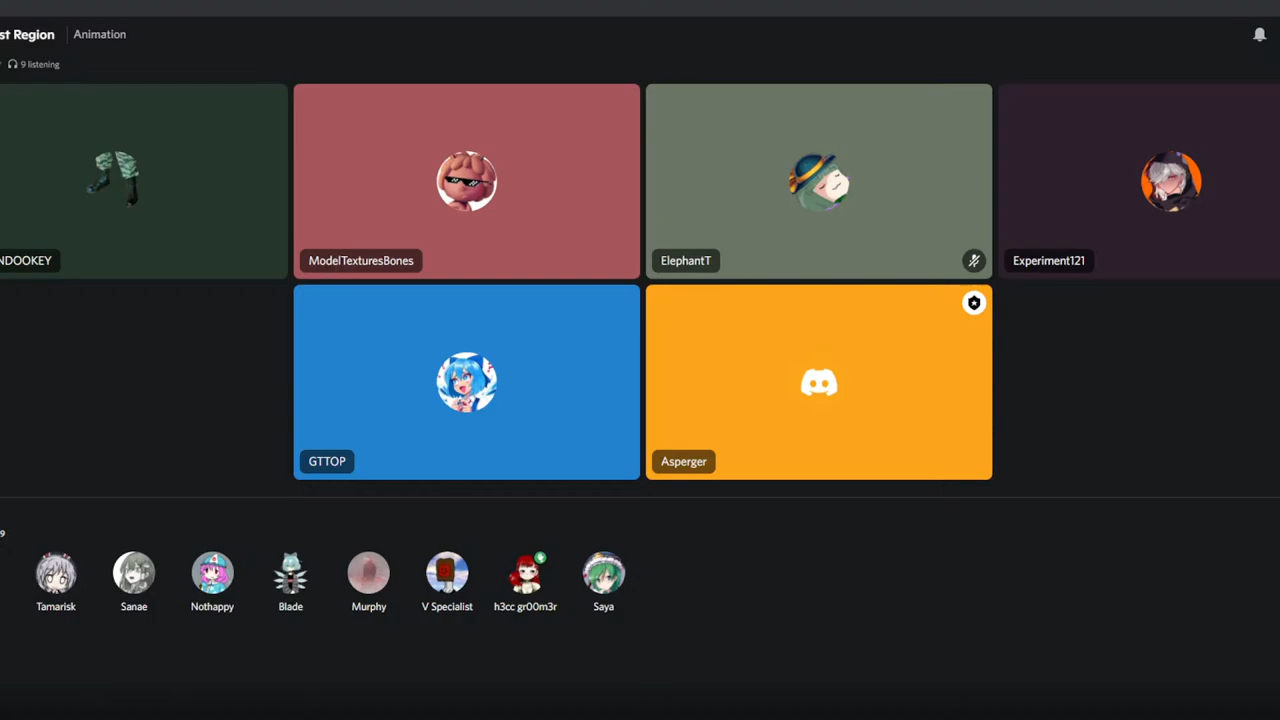 st Region
Animation
9 listening
NDOOKEY
ModelTexturesBones
ElephantT
Experiment121
GTTOP
Asperger
9
Tamarisk
Sanae
Nothappy
Blade
Murphy
V Specialist
h3cc gr00m3r
Saya